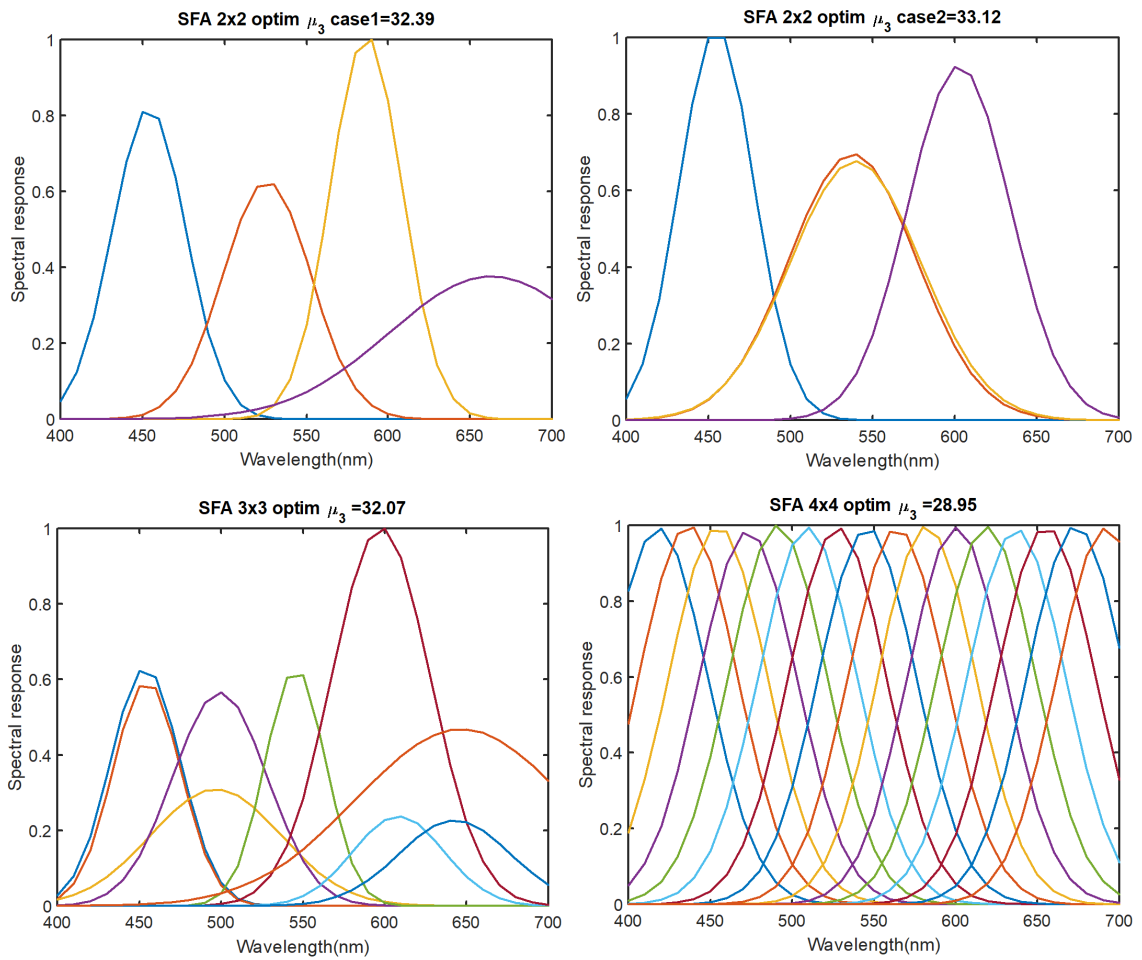 SFA 2x2 optim μ3 case1=32.39
Spectral response
1
0.8
0.6
0.4
0.2
0
400 450 500 550 600 650 700
Wavelength(nm)
SFA 2x2 optim μ3 case2=33.12
Spectral response
1
0.8
0.6
0.4
0.2
0
400 450 500 550 600 650 700
Wavelength(nm)
SFA 3x3 optim μ3 =32.07
Spectral response
1
0.8
0.6
0.4
0.2
0
400 450 500 550 600 650 700
Wavelength(nm)
SFA 4x4 optim μ3 =28.95
Spectral response
1
0.8
0.6
0.4
0.2
0
400 450 500 550 600 650 700
Wavelength(nm)